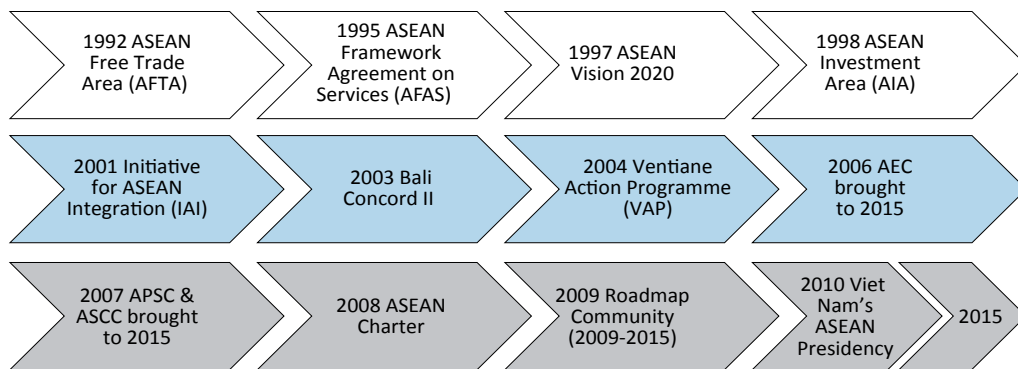 1992 ASEAN
Free Trade
Area (AFTA)
1995 ASEAN
Framework
Agreement on
Services (AFAS)
1997 ASEAN
Vision 2020
1998 ASEAN
Investment
Area (AIA)
2001 Initiative
for ASEAN
Integration (IAI)
2003 Bali
Concord II
2004 Ventiane
Action Programme
(VAP)
2006 AEC
brought
to 2015
2007 APSC &
ASCC brought
to 2015
2008 ASEAN
Charter
2009 Roadmap
Community
(2009-2015)
2010 Viet
Nam’s
ASEAN
Presidency
2015